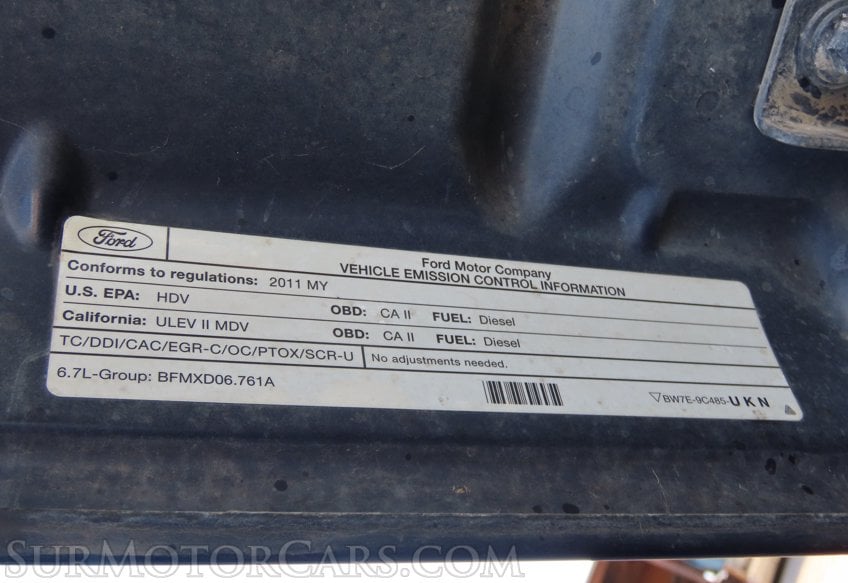 Ford
Ford Motor Company
VEHICLE EMISSION CONTROL INFORMATION
Conforms to regulations: 2011 MY
U.S. EPA: HDV OBD: CA II FUEL: Diesel
California: ULEV II MDV OBD: CA II FUEL: Diesel
TC/DDI/CAC/EGR-C/OC/PTOX/SCR-U No adjustments needed.
6.7L-Group: BFMXD06.761A BW7E-9C485-UKN
SurMotorCars.com